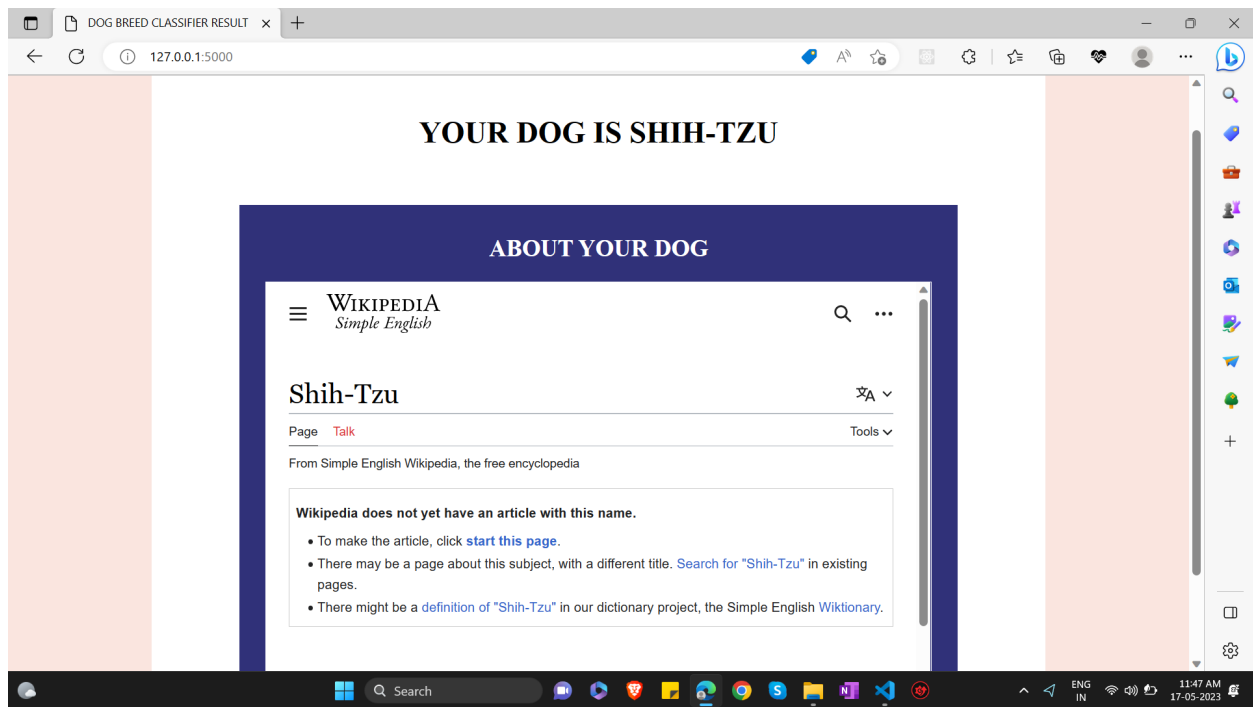 DOG BREED CLASSIFIER RESULT
127.0.0.1:5000
YOUR DOG IS SHIH-TZU
ABOUT YOUR DOG
WIKIPEDIA
Simple English
Shih-Tzu
Page Talk Tools
From Simple English Wikipedia, the free encyclopedia
Wikipedia does not yet have an article with this name.
• To make the article, click start this page.
• There may be a page about this subject, with a different title. Search for "Shih-Tzu" in existing
pages.
• There might be a definition of "Shih-Tzu" in our dictionary project, the Simple English Wiktionary.
Search
ENG
IN
11:47 AM
17-05-2023